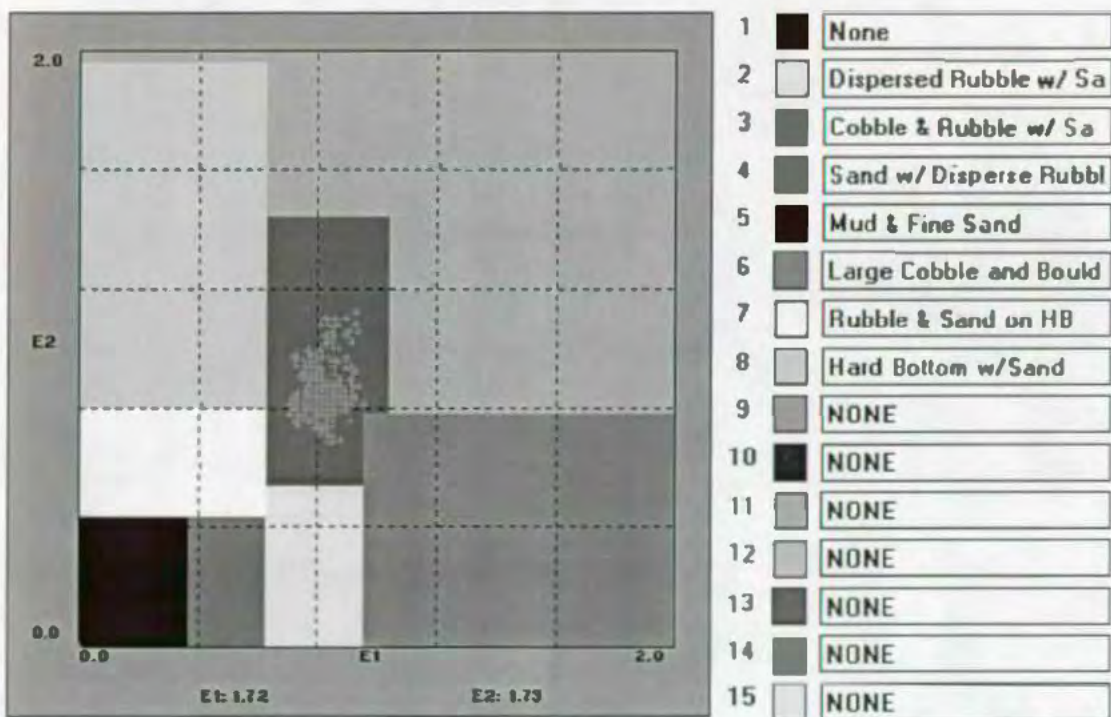 2.0
E2
0.0
0.0 E1 2.0
E1: 1.72 E2: 1.73
1 None
2 Dispersed Rubble w/ Sa
3 Cobble & Rubble w/ Sa
4 Sand w/ Disperse Rubbl
5 Mud & Fine Sand
6 Large Cobble and Bould
7 Rubble & Sand on HB
8 Hard Bottom w/Sand
9 NONE
10 NONE
11 NONE
12 NONE
13 NONE
14 NONE
15 NONE